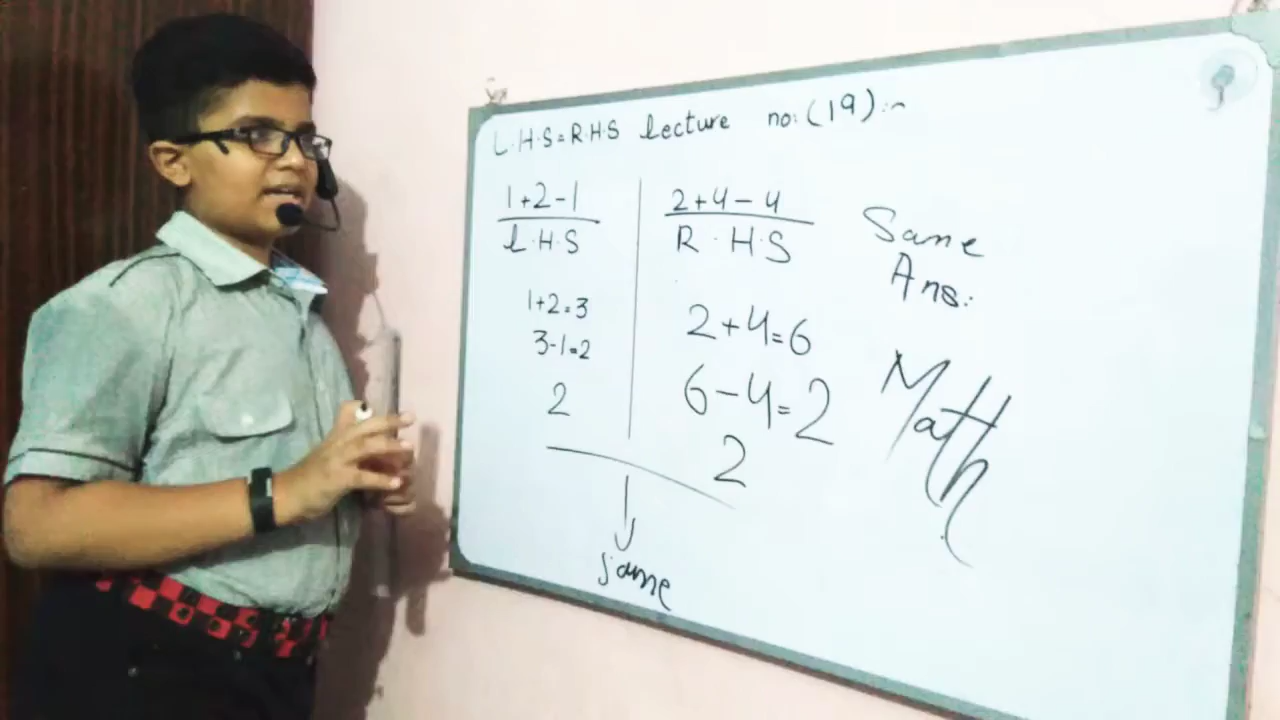 L.H.S=R.H.S lecture no:(19):~
1+2-1
L.H.S
1+2=3
3-1=2
2
2+4-4
R.H.S
2+4=6
6-4=2
2
same
Same
Ans:
Math